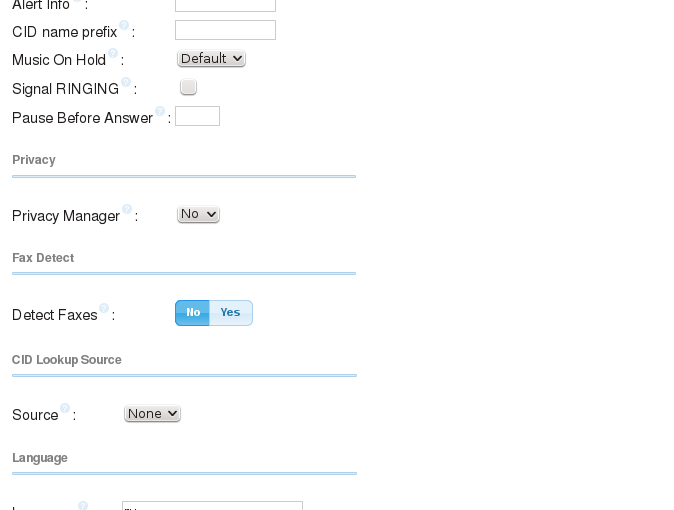 Alert Info ? :
CID name prefix ? :
Music On Hold ? : Default
Signal RINGING ? :
Pause Before Answer ? :
Privacy
Privacy Manager ? : No
Fax Detect
Detect Faxes ? : No Yes
CID Lookup Source
Source ? : None
Language